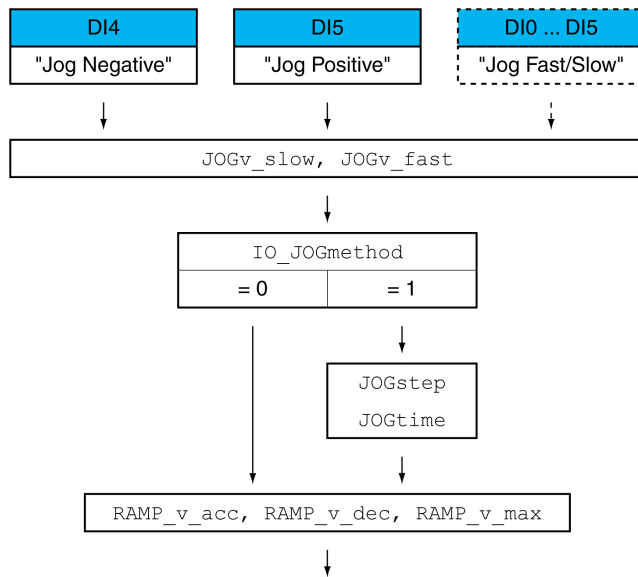 DI4
DI5
DI0 ... DI5
"Jog Negative"
"Jog Positive"
"Jog Fast/Slow"
JOGv_slow, JOGv_fast
IO_JOGmethod
= 0
= 1
JOGstep
JOGtime
RAMP_v_acc, RAMP_v_dec, RAMP_v_max